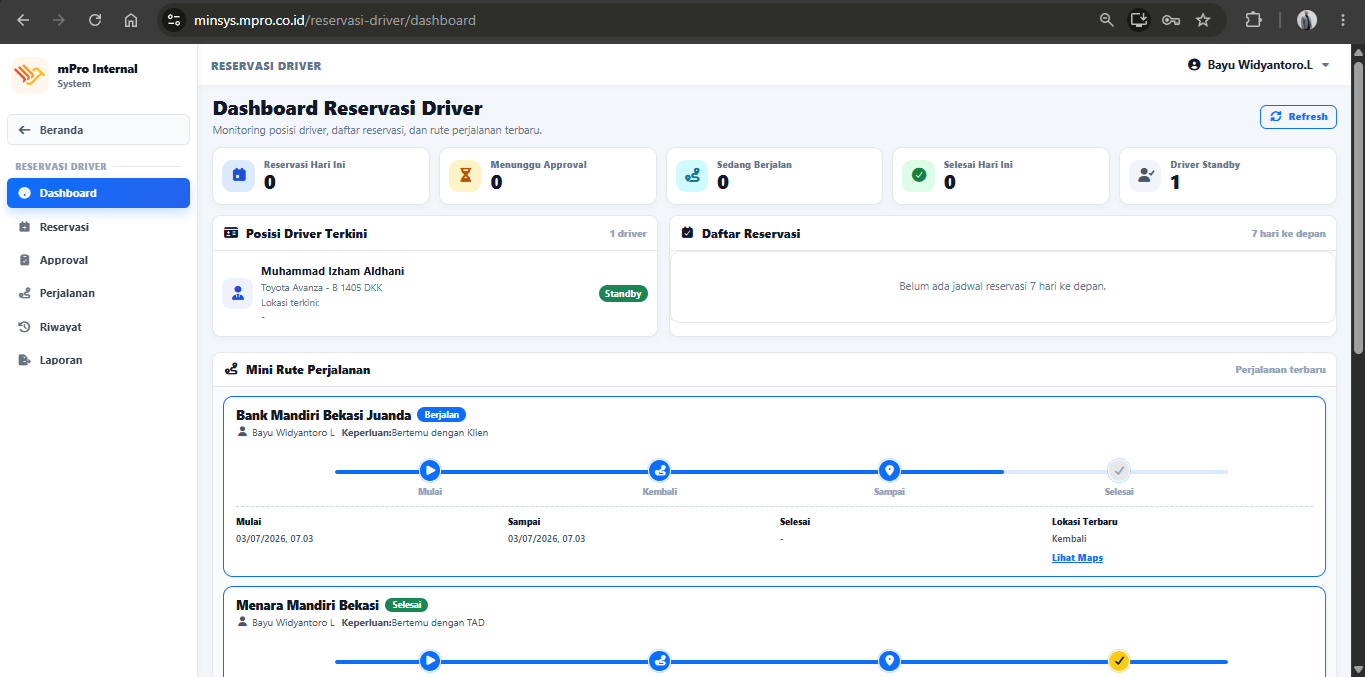 minsys.mpro.co.id/reservasi-driver/dashboard
mPro Internal
System
RESERVASI DRIVER
Bayu Widyantoro.L
Beranda
RESERVASI DRIVER
Dashboard
Reservasi
Approval
Perjalanan
Riwayat
Laporan
Dashboard Reservasi Driver
Monitoring posisi driver, daftar reservasi, dan rute perjalanan terbaru.
Refresh
Reservasi Hari Ini
0
Menunggu Approval
0
Sedang Berjalan
0
Selesai Hari Ini
0
Driver Standby
1
Posisi Driver Terkini
1 driver
Muhammad Izham Aldhani
Toyota Avanza - B 1405 DKK
Lokasi terkini:
-
Standby
Daftar Reservasi
7 hari ke depan
Belum ada jadwal reservasi 7 hari ke depan.
Mini Rute Perjalanan
Perjalanan terbaru
Bank Mandiri Bekasi Juanda Berjalan
Bayu Widyantoro L Keperluan:Bertemu dengan Klien
Mulai Kembali Sampai Selesai
Mulai Sampai Selesai Lokasi Terbaru
03/07/2026, 07.03 03/07/2026, 07.03 - Kembali
Lihat Maps
Menara Mandiri Bekasi Selesai
Bayu Widyantoro L Keperluan:Bertemu dengan TAD